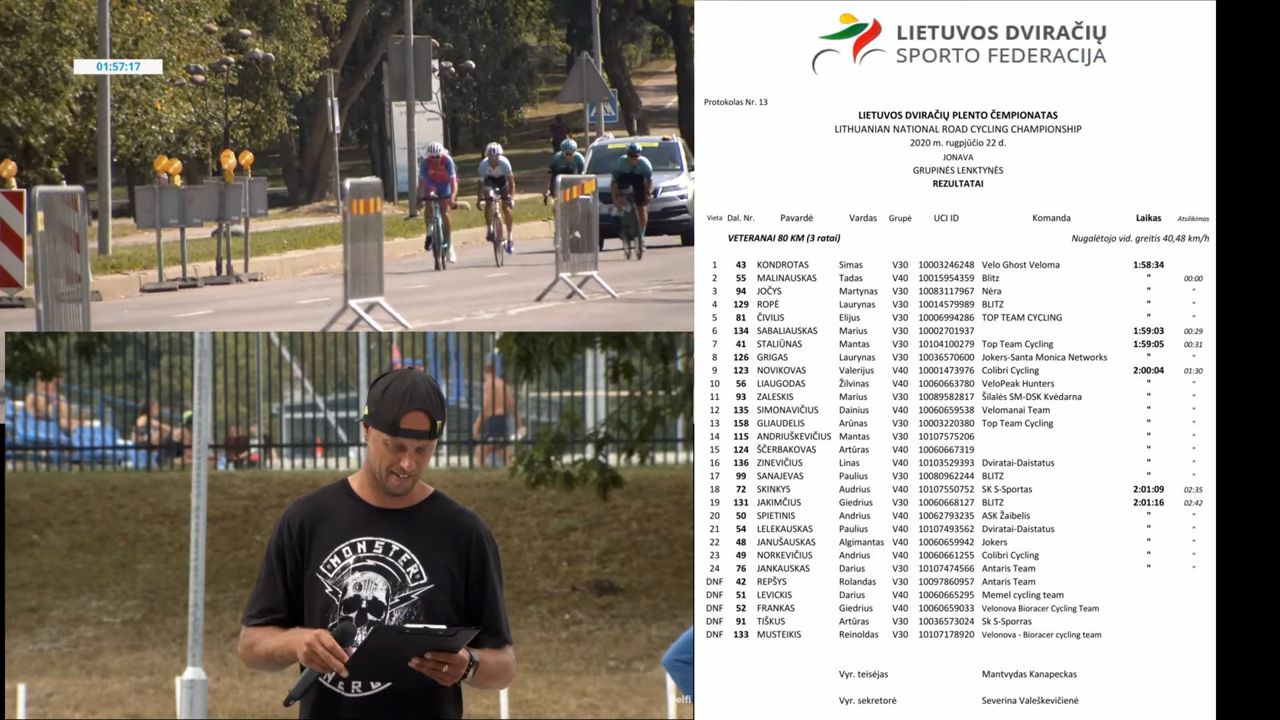 01:57:17
MONSTER
ENERGY
Delfi
LIETUVOS DVIRAČIŲ
SPORTO FEDERACIJA
Protokolas Nr. 13
LIETUVOS DVIRAČIŲ PLENTO ČEMPIONATAS
LITHUANIAN NATIONAL ROAD CYCLING CHAMPIONSHIP
2020 m. rugpjūčio 22 d.
JONAVA
GRUPINĖS LENKTYNĖS
REZULTATAI
Vieta Dal. Nr. Pavardė Vardas Grupė UCI ID Komanda Laikas Atsilikimas
VETERANAI 80 KM (3 ratai) Nugalėtojo vid. greitis 40,48 km/h
1 43 KONDROTAS Simas V30 10003246248 Velo Ghost Veloma 1:58:34
2 55 MALINAUSKAS Tadas V40 10015954359 Blitz " 00:00
3 94 JOČYS Martynas V30 10083117967 Nėra " "
4 129 ROPĖ Laurynas V30 10014579989 BLITZ " "
5 81 ČIVILIS Elijus V30 10006994286 TOP TEAM CYCLING " "
6 134 SABALIAUSKAS Marius V30 10002701937 1:59:03 00:29
7 41 STALIŪNAS Mantas V30 10104100279 Top Team Cycling 1:59:05 00:31
8 126 GRIGAS Laurynas V30 10036570600 Jokers-Santa Monica Networks " "
9 123 NOVIKOVAS Valerijus V40 10001473976 Colibri Cycling 2:00:04 01:30
10 56 LIAUGODAS Žilvinas V40 10060663780 VeloPeak Hunters " "
11 93 ZALESKIS Marius V30 10089582817 Šilalės SM-DSK Kvėdarna " "
12 135 SIMONAVIČIUS Dainius V40 10060659538 Velomanai Team " "
13 158 GLIAUDELIS Arūnas V30 10003220380 Top Team Cycling " "
14 115 ANDRIUŠKEVIČIUS Mantas V30 10107575206 " "
15 124 ŠČERBAKOVAS Artūras V40 10060667319 " "
16 136 ZINEVIČIUS Linas V40 10103529393 Dviratai-Daistatus " "
17 99 SANAJEVAS Paulius V30 10080962244 BLITZ " "
18 72 SKINKYS Audrius V40 10107550752 SK S-Sportas 2:01:09 02:35
19 131 JAKIMČIUS Giedrius V30 10060668127 BLITZ 2:01:16 02:42
20 50 SPIETINIS Andrius V40 10062793235 ASK Žaibelis " "
21 54 LELEKAUSKAS Paulius V40 10107493562 Dviratai-Daistatus " "
22 48 JANUŠAUSKAS Algimantas V40 10060659942 Jokers " "
23 49 NORKEVIČIUS Andrius V40 10060661255 Colibri Cycling " "
24 76 JANKAUSKAS Darius V30 10107474566 Antaris Team " "
DNF 42 REPŠYS Rolandas V30 10097860957 Antaris Team
DNF 51 LEVICKIS Darius V40 10060665295 Memel cycling team
DNF 52 FRANKAS Giedrius V40 10060659033 Velonova Bioracer Cycling Team
DNF 91 TIŠKUS Artūras V30 10036573024 Sk S-Sporras
DNF 133 MUSTEIKIS Reinoldas V30 10107178920 Velonova - Bioracer cycling team
Vyr. teisėjas Mantvydas Kanapeckas
Vyr. sekretorė Severina Valeškevičienė